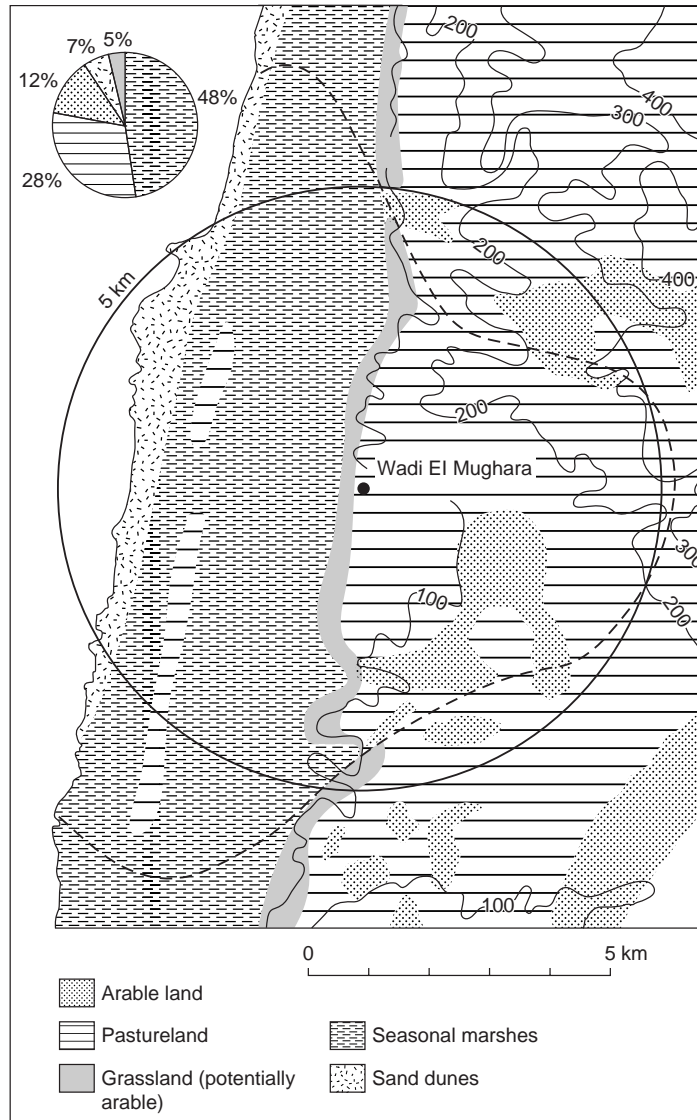 7%
5%
12%
48%
28%
200
400
300
200
400
5 km
200
Wadi El Mughara
300
100
200
100
0
5 km
Arable land
Pastureland
Seasonal marshes
Grassland (potentially
arable)
Sand dunes